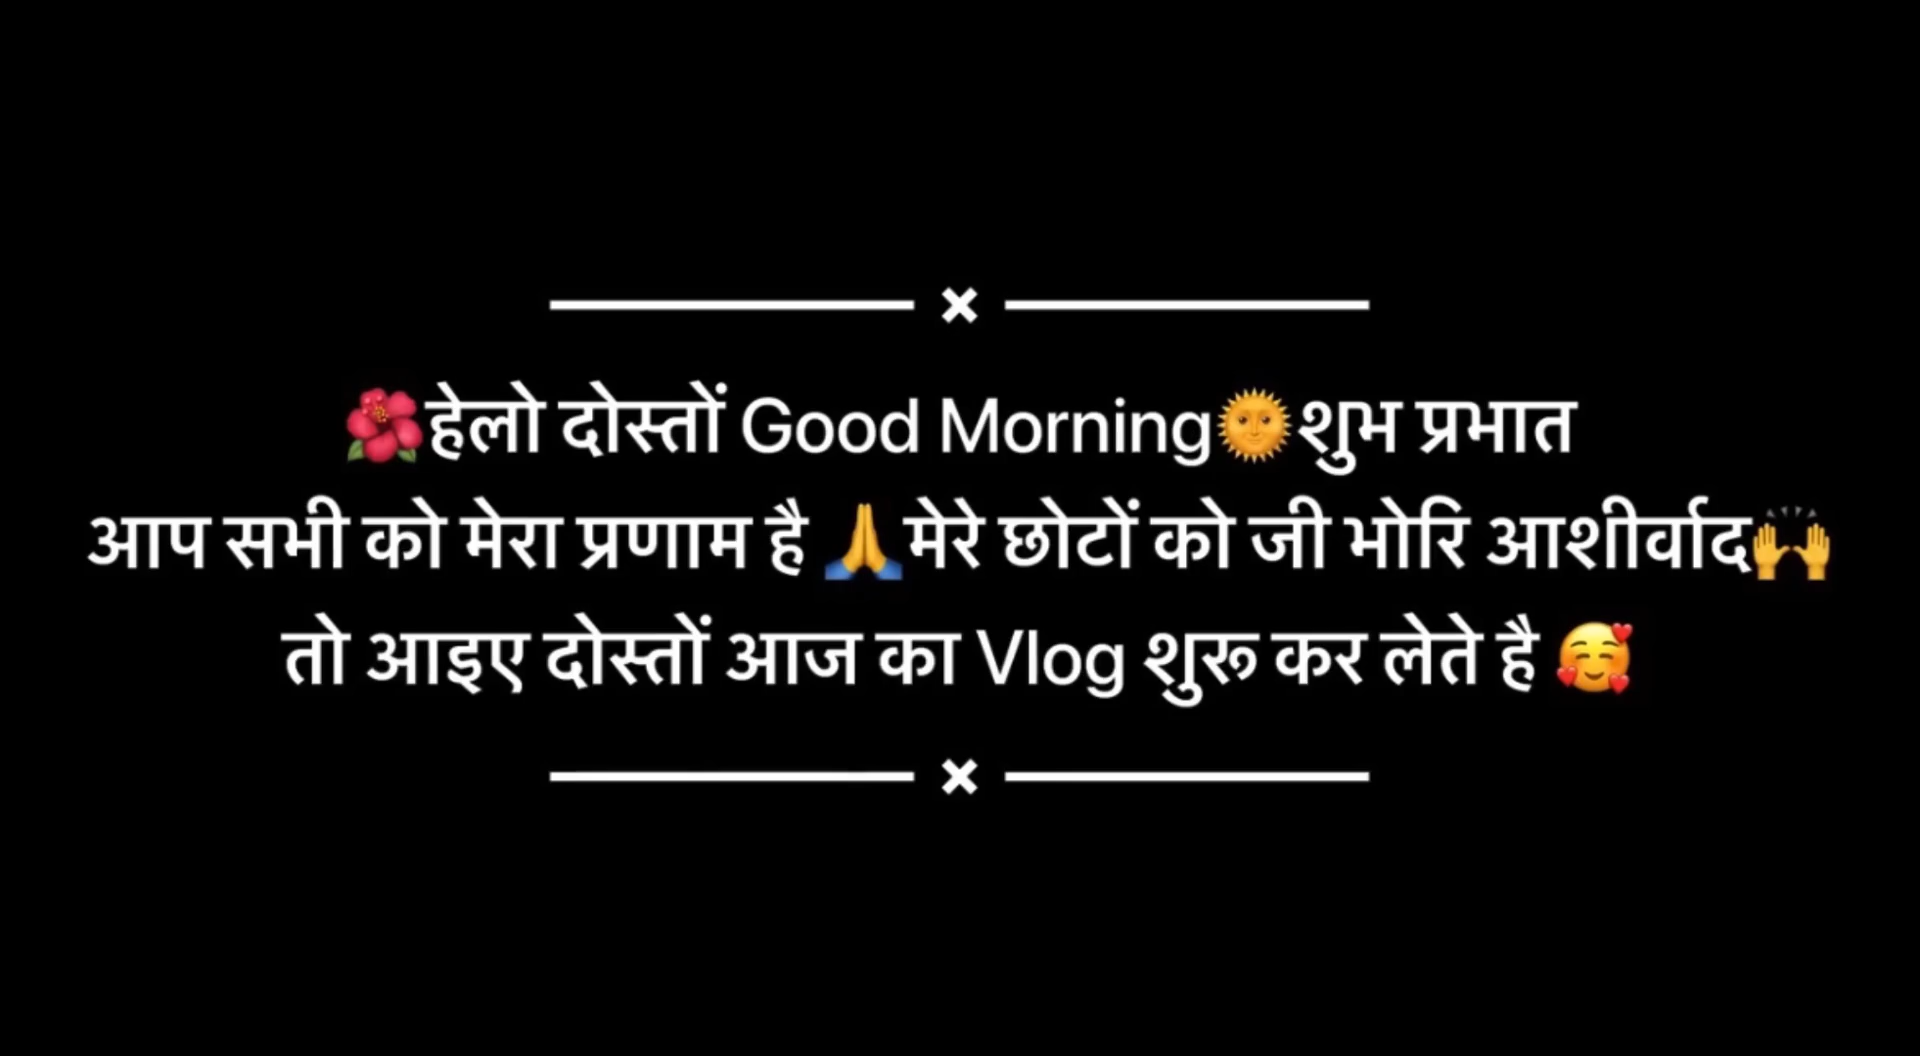 🌺हेलो दोस्तों Good Morning🌞शुभ प्रभात
आप सभी को मेरा प्रणाम है 🙏मेरे छोटों को जी भोरि आशीर्वाद🙌
तो आइए दोस्तों आज का Vlog शुरू कर लेते है 🥰